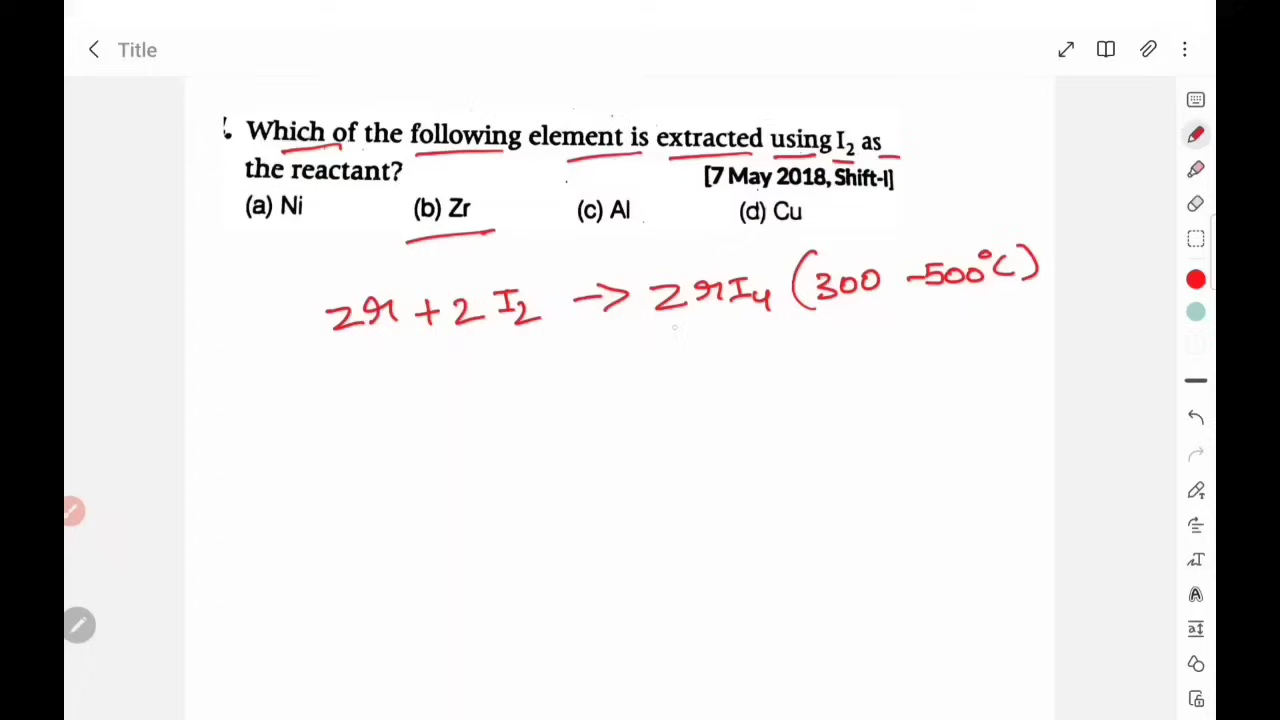 Title
Which of the following element is extracted using I₂ as
the reactant?
[7 May 2018, Shift-I]
(a) Ni (b) Zr (c) Al (d) Cu
Zr + 2 I₂ -> ZrI₄ (300 -500°C)